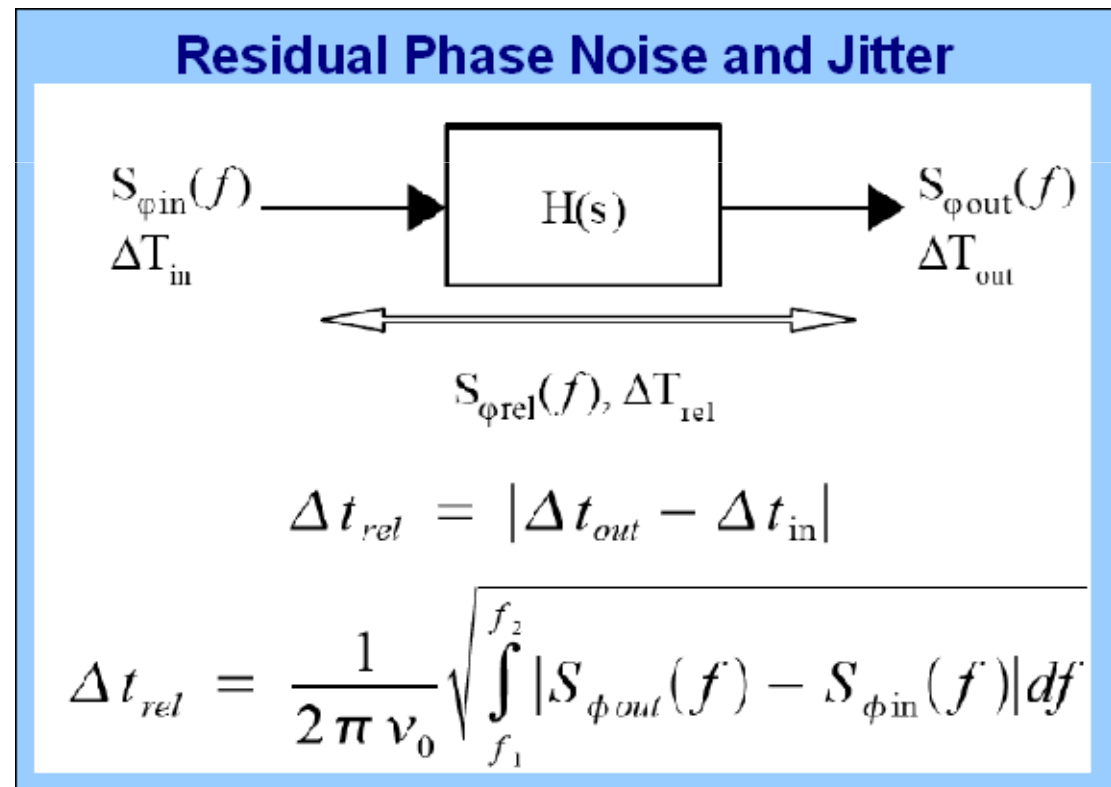 Residual Phase Noise and Jitter
S_φin(f) H(s) S_φout(f)
ΔT_in ΔT_out
S_φrel(f), ΔT_rel
Δt_rel = |Δt_out − Δt_in|
Δt_rel = 1/(2πν_0) √(∫_{f_1}^{f_2} |S_ϕout(f) − S_ϕin(f)|df)